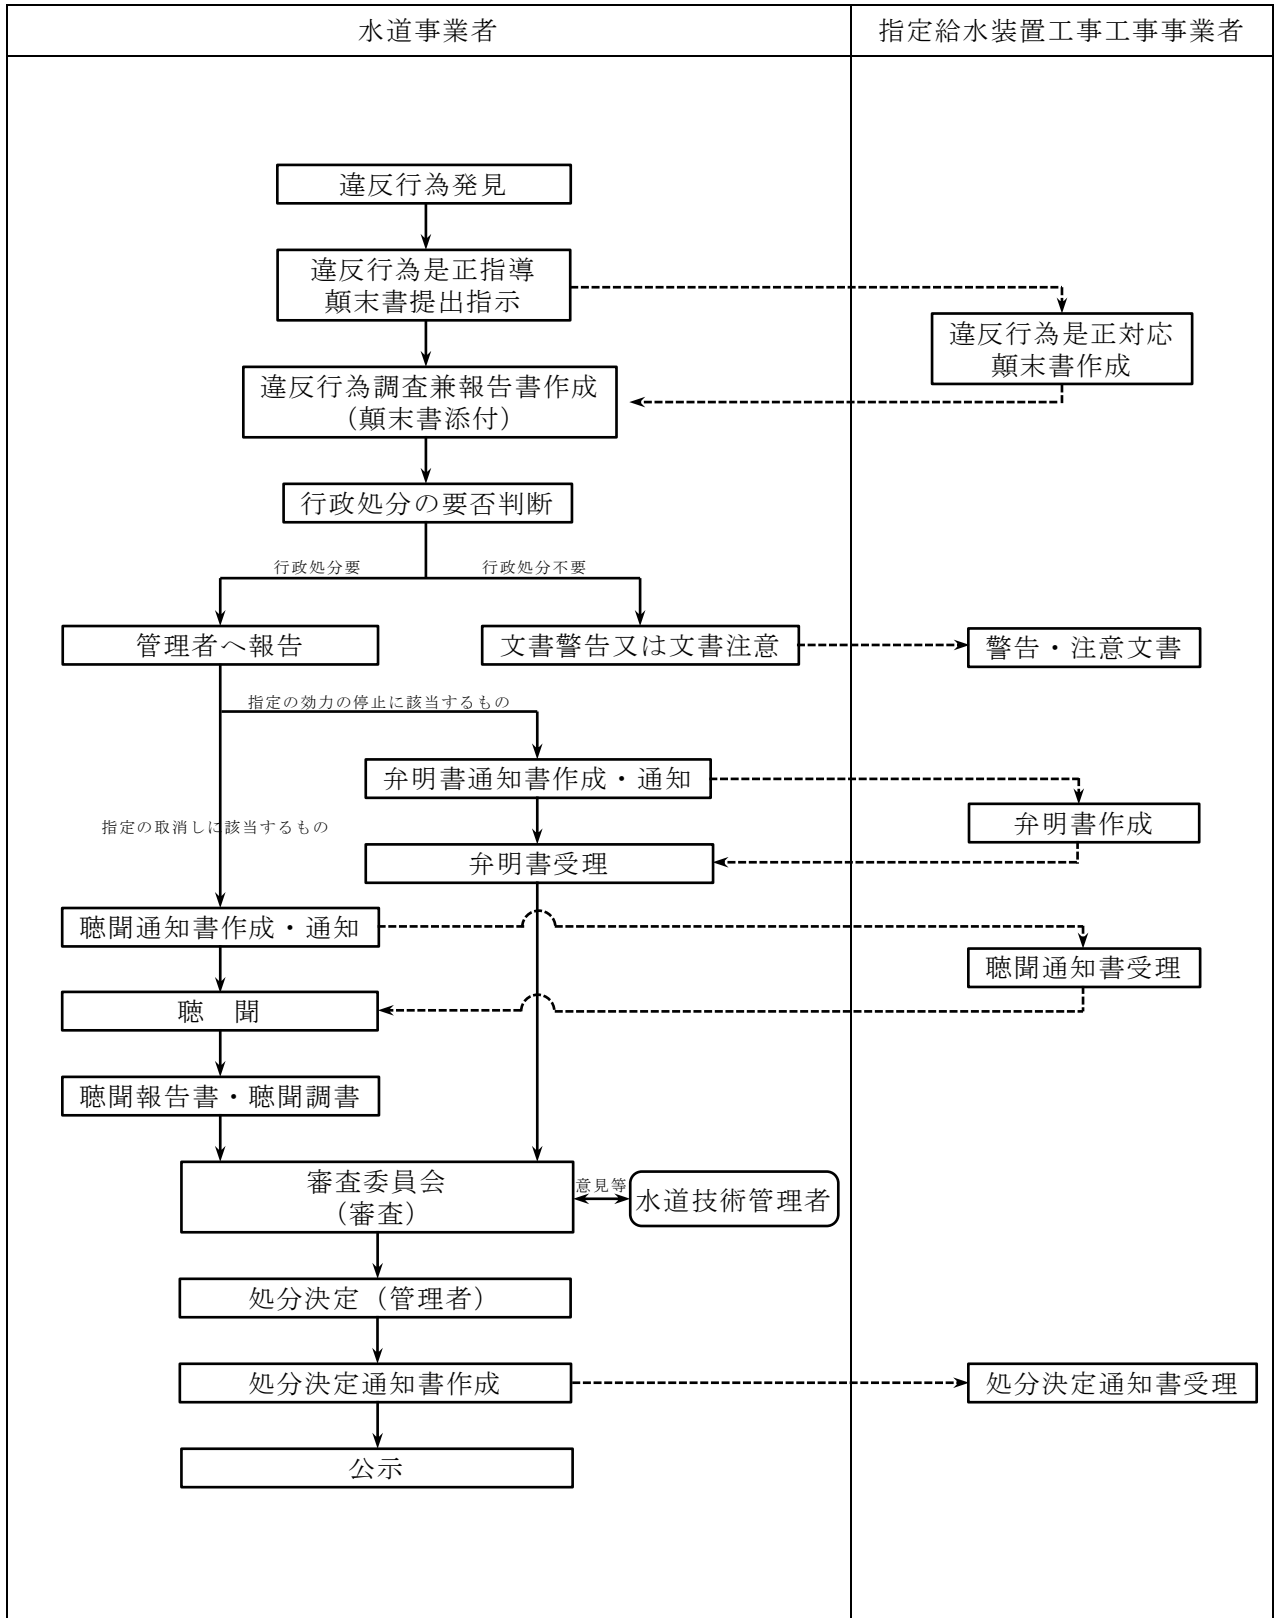 水道事業者
指定給水装置工事工事事業者
違反行為発見
違反行為是正指導
顛末書提出指示
違反行為是正対応
顛末書作成
違反行為調査兼報告書作成
（顛末書添付）
行政処分の要否判断
行政処分要
行政処分不要
管理者へ報告
文書警告又は文書注意
警告・注意文書
指定の効力の停止に該当するもの
弁明書通知書作成・通知
弁明書作成
指定の取消しに該当するもの
弁明書受理
聴聞通知書作成・通知
聴聞通知書受理
聴　聞
聴聞報告書・聴聞調書
審査委員会
（審査）
意見等
水道技術管理者
処分決定（管理者）
処分決定通知書作成
処分決定通知書受理
公示